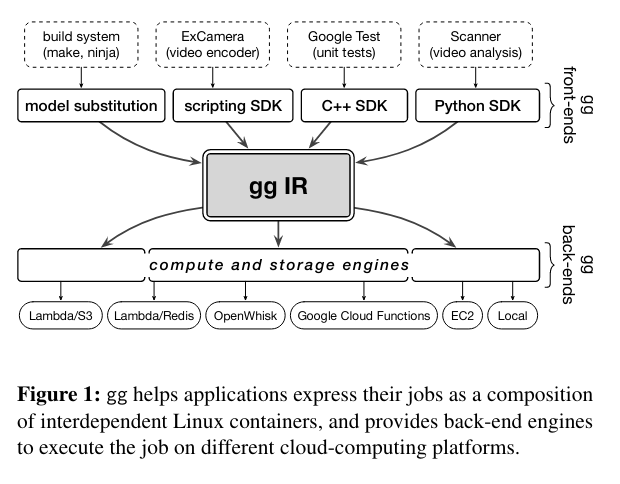 build system
(make, ninja)
ExCamera
(video encoder)
Google Test
(unit tests)
Scanner
(video analysis)
model substitution
scripting SDK
C++ SDK
Python SDK
gg
front-ends
gg IR
compute and storage engines
gg
back-ends
Lambda/S3
Lambda/Redis
OpenWhisk
Google Cloud Functions
EC2
Local
Figure 1: gg helps applications express their jobs as a composition
of interdependent Linux containers, and provides back-end engines
to execute the job on different cloud-computing platforms.